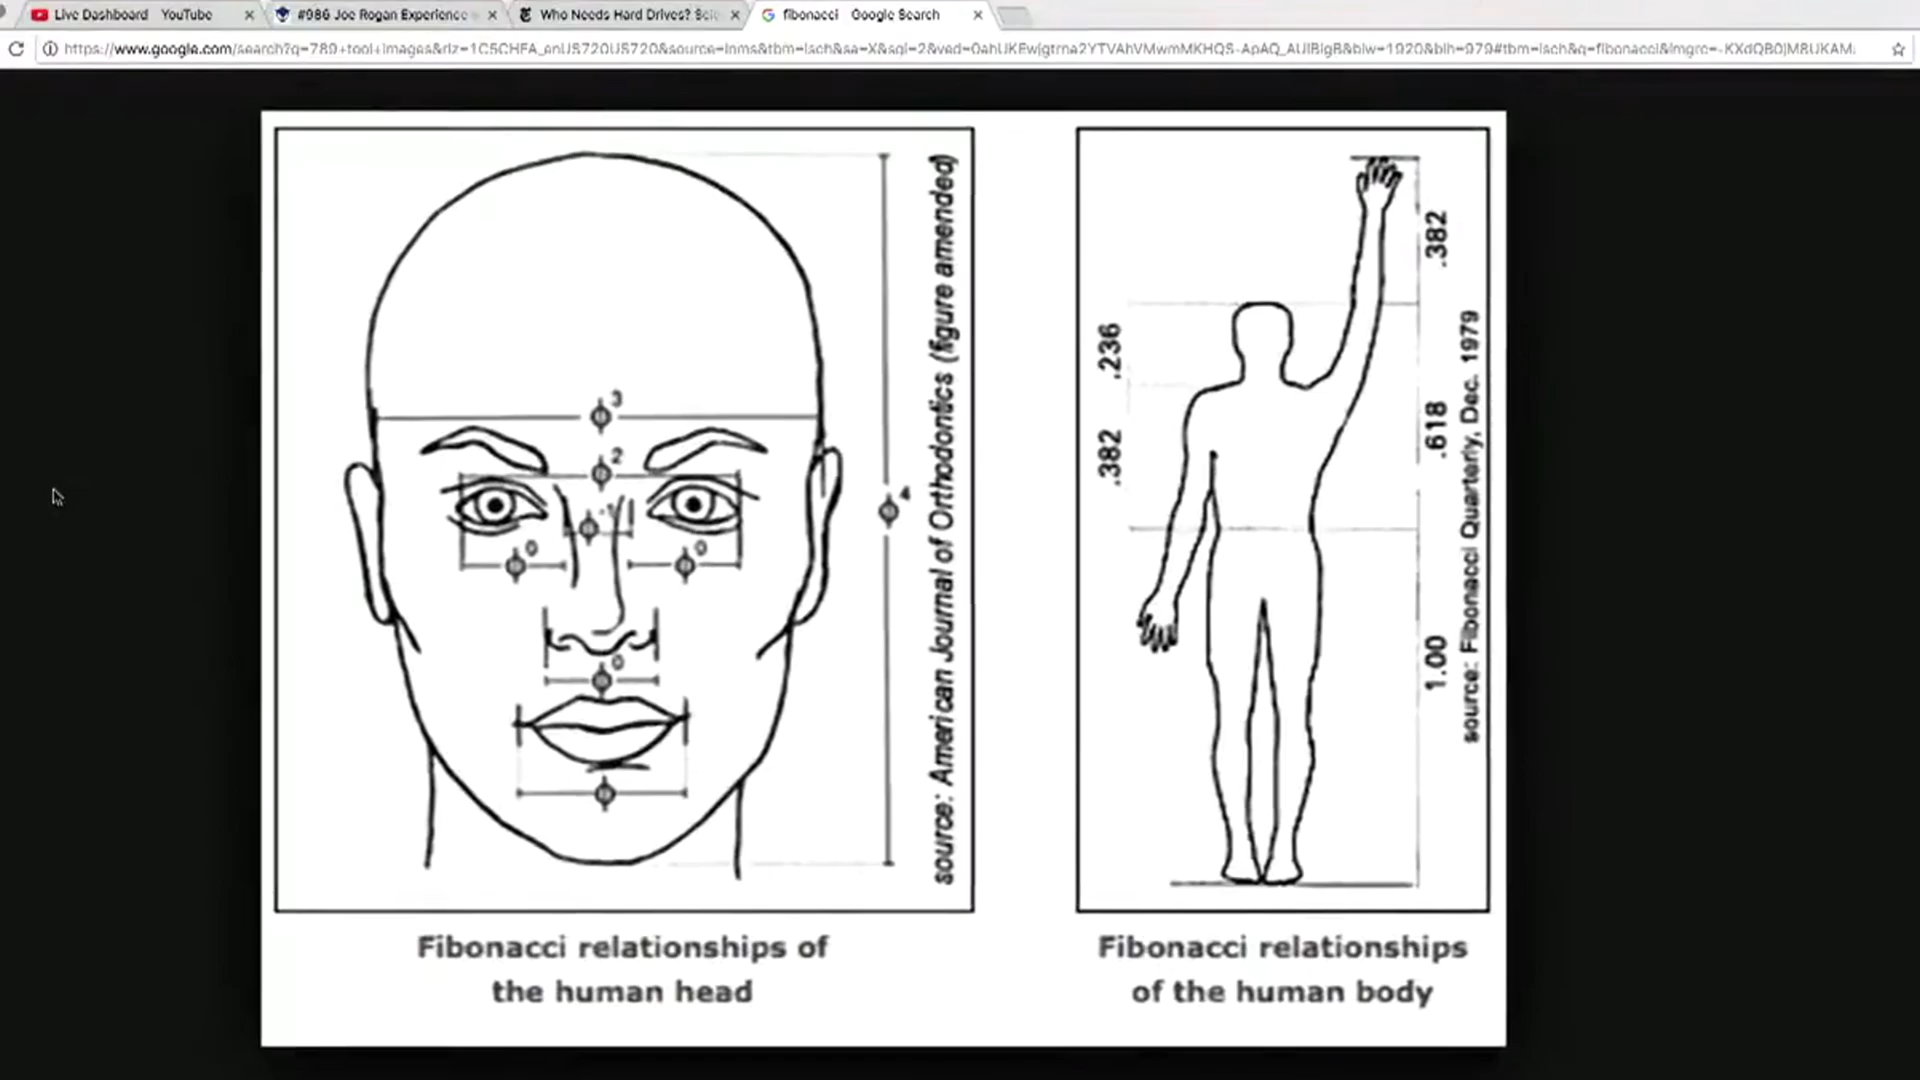 Live Dashboard YouTube
#986 Joe Rogan Experience
Who Needs Hard Drives?
fibonacci Google Search
3
2
-1
0
0
0
4
source: American Journal of Orthodontics (figure amended)
.382
.236
.618
.382
1.00
source: Fibonacci Quarterly, Dec. 1979
Fibonacci relationships of
the human head
Fibonacci relationships
of the human body